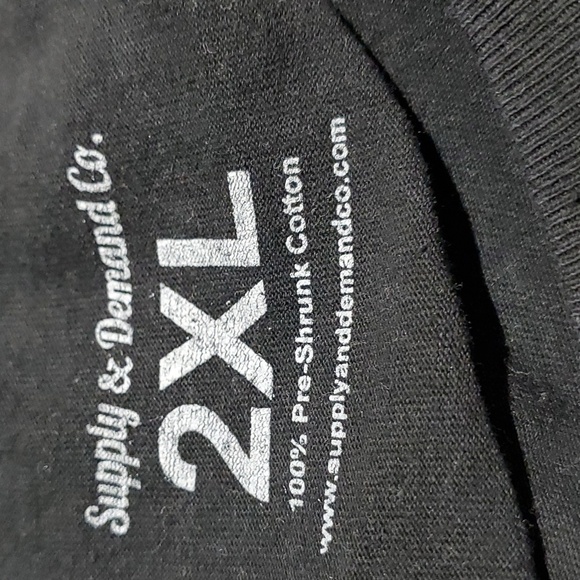 Supply & Demand Co.
2XL
100% Pre-Shrunk Cotton
www.supplyanddemandco.com